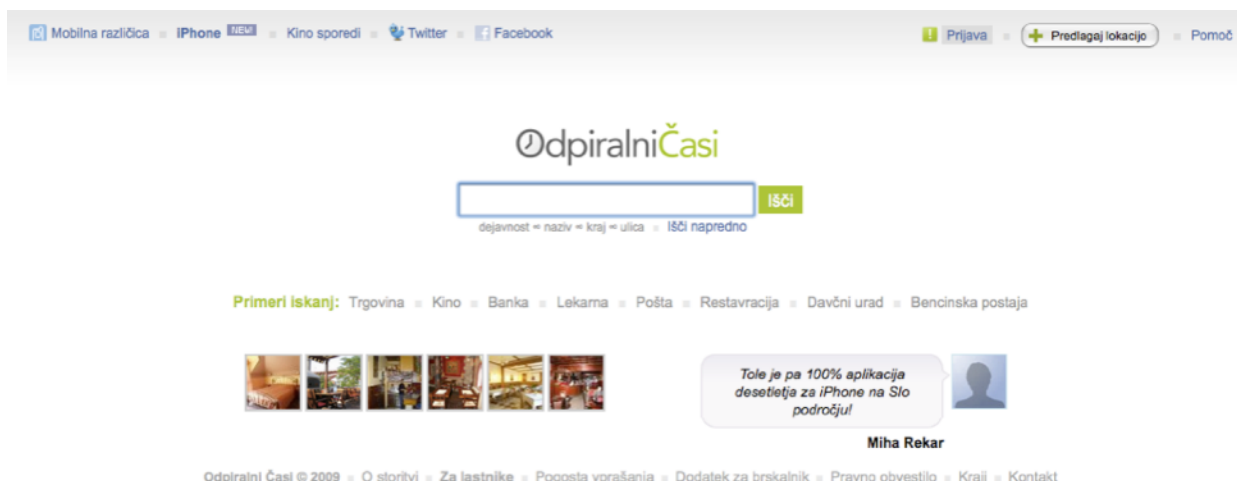 Mobilna različica iPhone NEW! Kino sporedi Twitter Facebook
! Prijava Predlagaj lokacijo Pomoč
OdpiralniČasi
Išči
dejavnost = naziv = kraj = ulica Išči napredno
Primeri iskanj: Trgovina Kino Banka Lekarna Pošta Restavracija Davčni urad Bencinska postaja
Tole je pa 100% aplikacija
desetletja za iPhone na Slo
področju!
Miha Rekar
Odpiralni Časi © 2009 O storitvi Za lastnike Pogosta vprašanja Dodatek za brskalnik Pravno obvestilo Kraji Kontakt